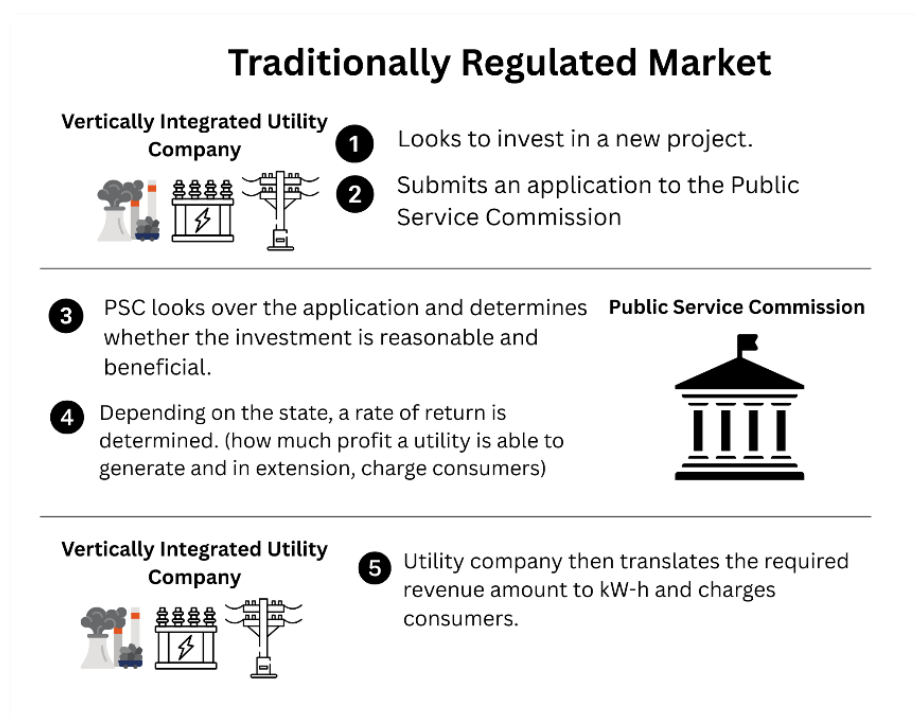 Traditionally Regulated Market
Vertically Integrated Utility
Company
1 Looks to invest in a new project.
2 Submits an application to the Public
Service Commission
3 PSC looks over the application and determines
whether the investment is reasonable and
beneficial.
4 Depending on the state, a rate of return is
determined. (how much profit a utility is able to
generate and in extension, charge consumers)
Public Service Commission
Vertically Integrated Utility
Company
5 Utility company then translates the required
revenue amount to kW-h and charges
consumers.